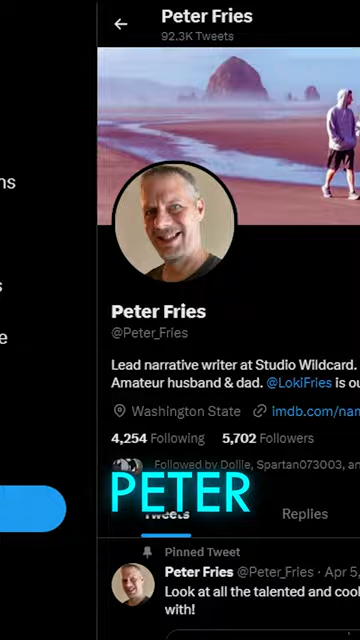 Peter Fries
92.3K Tweets
ns
s
e
Peter Fries
@Peter_Fries
Lead narrative writer at Studio Wildcard.
Amateur husband & dad. @LokiFries is ou
Washington State imdb.com/nam
4,254 Following 5,702 Followers
Followed by Dollie, Spartan073003, an
PETER
Tweets Replies
Pinned Tweet
Peter Fries @Peter_Fries · Apr 5,
Look at all the talented and cool
with!